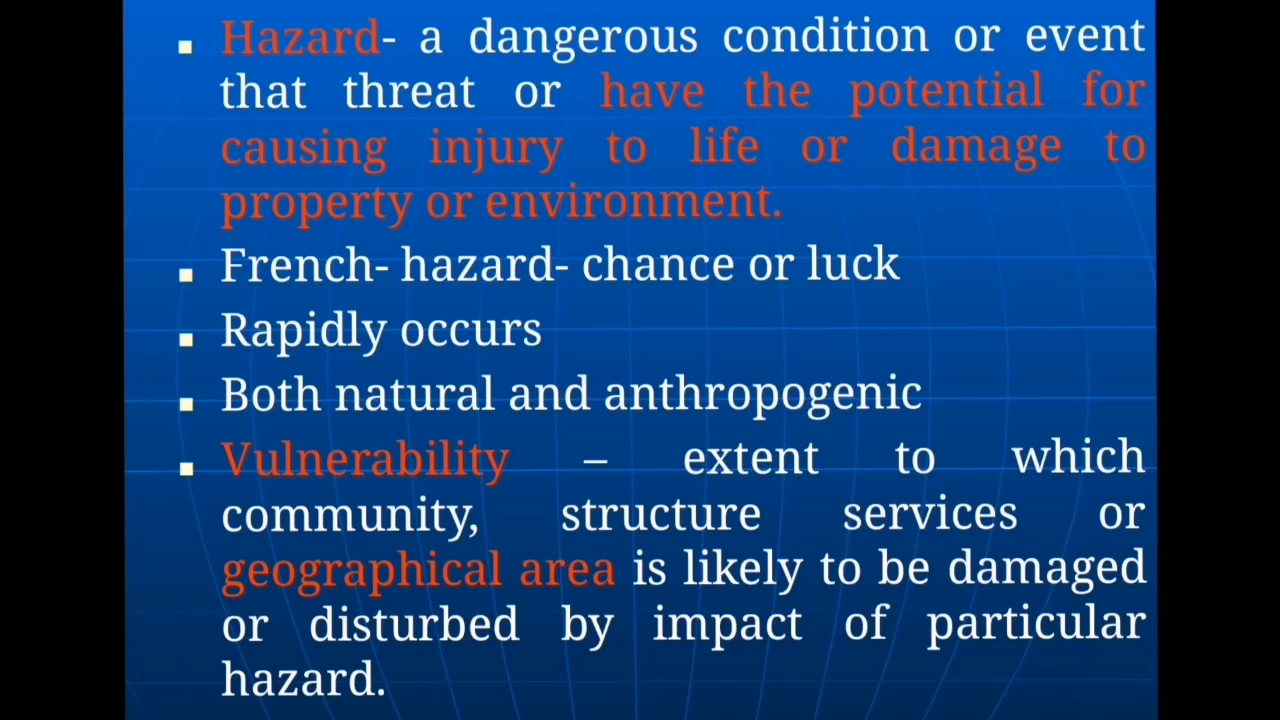 Hazard- a dangerous condition or event
that threat or have the potential for
causing injury to life or damage to
property or environment.
French- hazard- chance or luck
Rapidly occurs
Both natural and anthropogenic
Vulnerability – extent to which
community, structure services or
geographical area is likely to be damaged
or disturbed by impact of particular
hazard.